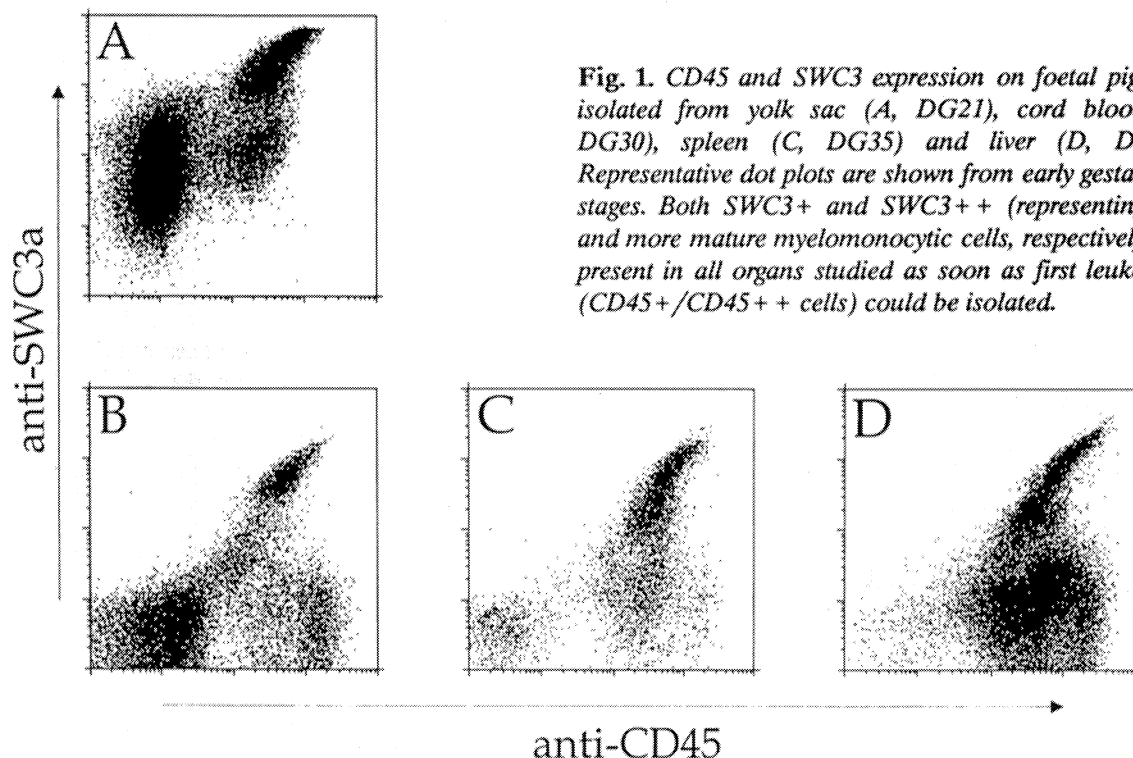 A
Fig. 1. CD45 and SWC3 expression on foetal pig
isolated from yolk sac (A, DG21), cord bloo
DG30), spleen (C, DG35) and liver (D, D
Representative dot plots are shown from early gesta
stages. Both SWC3+ and SWC3++ (representin
and more mature myelomonocytic cells, respectivel
present in all organs studied as soon as first leuk
(CD45+/CD45++ cells) could be isolated.
anti-SWC3a
B
C
D
anti-CD45